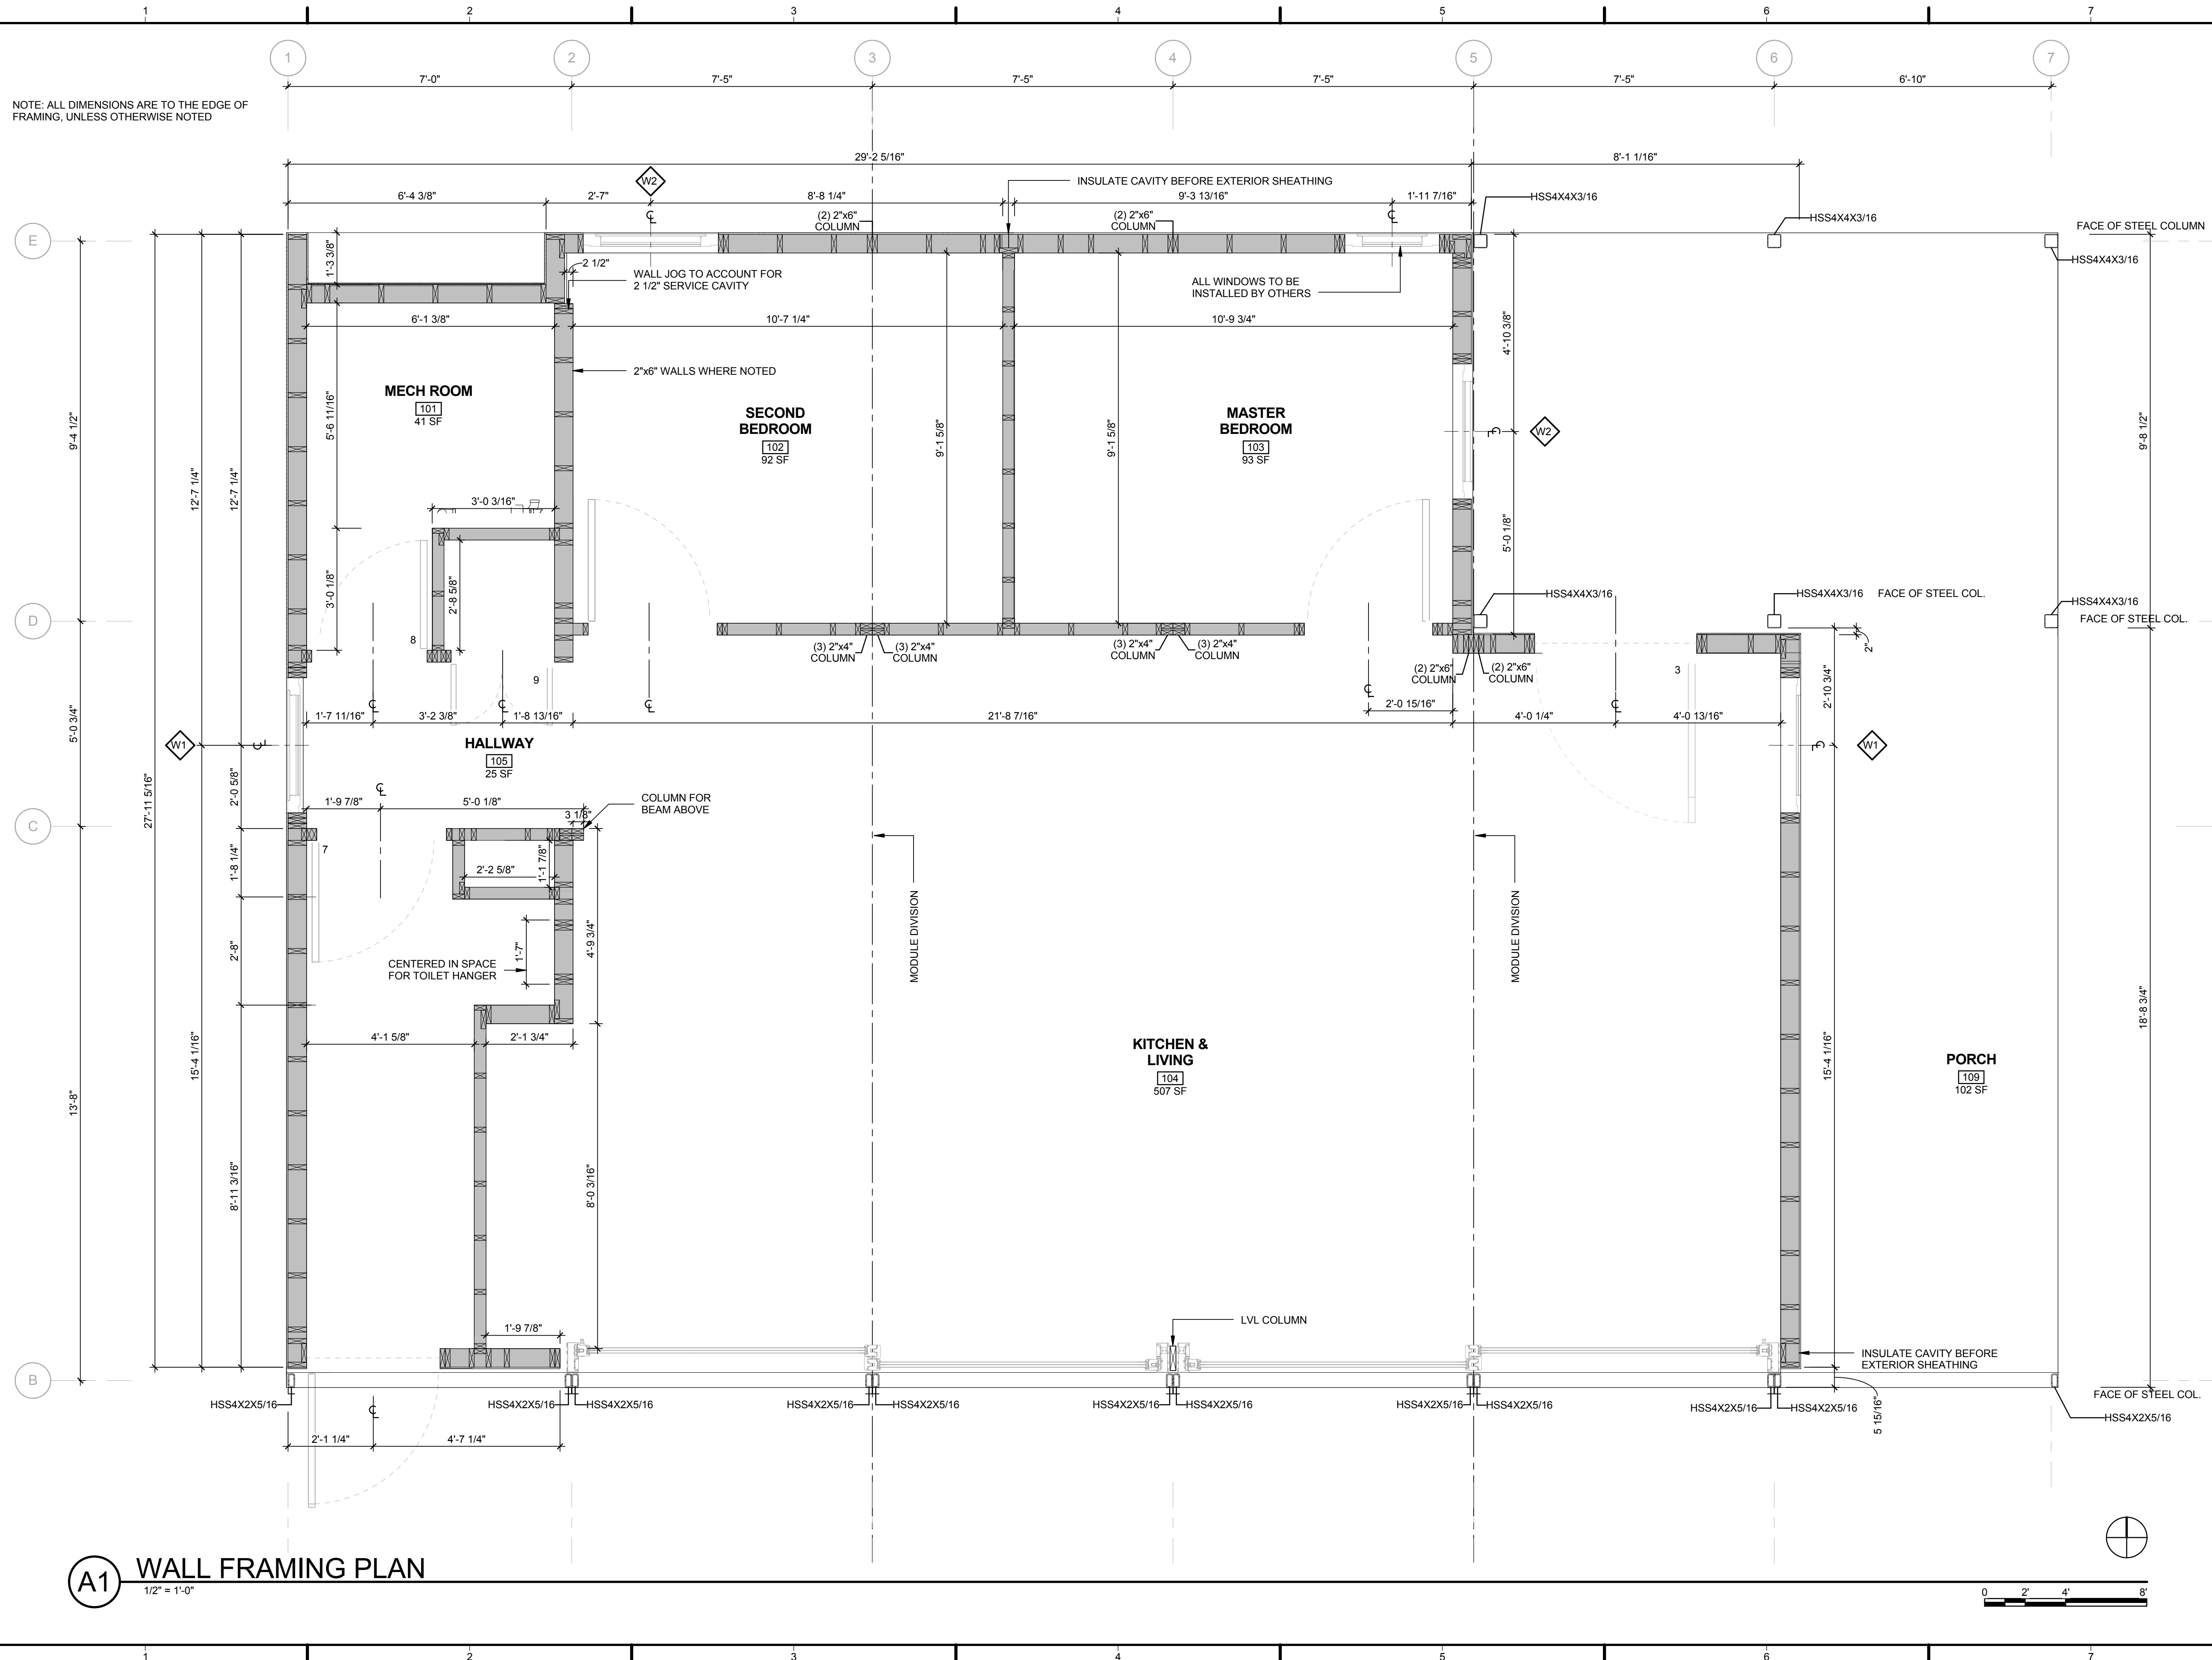 1 2 3 4 5 6 7
1 2 3 4 5 6 7
7'-0" 7'-5" 7'-5" 7'-5" 7'-5" 6'-10"
NOTE: ALL DIMENSIONS ARE TO THE EDGE OF
FRAMING, UNLESS OTHERWISE NOTED
29'-2 5/16" 8'-1 1/16"
W2
INSULATE CAVITY BEFORE EXTERIOR SHEATHING
6'-4 3/8" 2'-7" 8'-8 1/4" 9'-3 13/16" 1'-11 7/16"
HSS4X4X3/16
HSS4X4X3/16
(2) 2"x6"
COLUMN
(2) 2"x6"
COLUMN
FACE OF STEEL COLUMN
HSS4X4X3/16
E
1'-3 3/8"
2 1/2"
WALL JOG TO ACCOUNT FOR
2 1/2" SERVICE CAVITY
ALL WINDOWS TO BE
INSTALLED BY OTHERS
6'-1 3/8" 10'-7 1/4" 10'-9 3/4"
4'-10 3/8"
2"x6" WALLS WHERE NOTED
MECH ROOM
101
41 SF
SECOND
BEDROOM
102
92 SF
MASTER
BEDROOM
103
93 SF
9'-4 1/2"
12'-7 1/4"
12'-7 1/4"
5'-6 11/16"
9'-1 5/8"
9'-1 5/8"
W2
9'-8 1/2"
3'-0 3/16"
5'-0 1/8"
3'-0 1/8"
2'-8 5/8"
HSS4X4X3/16
HSS4X4X3/16 FACE OF STEEL COL.
HSS4X4X3/16
FACE OF STEEL COL.
D
8
9
3
(3) 2"x4"
COLUMN
(3) 2"x4"
COLUMN
(3) 2"x4"
COLUMN
(3) 2"x4"
COLUMN
(2) 2"x6"
COLUMN
(2) 2"x6"
COLUMN
2"
2'-10 3/4"
1'-7 11/16" 3'-2 3/8" 1'-8 13/16" 21'-8 7/16" 2'-0 15/16" 4'-0 1/4" 4'-0 13/16"
5'-0 3/4"
W1
HALLWAY
105
25 SF
W1
27'-11 5/16"
2'-0 5/8"
1'-9 7/8" 5'-0 1/8"
COLUMN FOR
BEAM ABOVE
3 1/8"
C
7
1'-8 1/4"
2'-2 5/8"
1'-1 7/8"
MODULE DIVISION
MODULE DIVISION
2'-8"
CENTERED IN SPACE
FOR TOILET HANGER
1'-7"
4'-9 3/4"
4'-1 5/8" 2'-1 3/4"
KITCHEN &
LIVING
104
507 SF
PORCH
109
102 SF
13'-8"
15'-4 1/16"
8'-11 3/16"
8'-0 3/16"
15'-4 1/16"
18'-8 3/4"
1'-9 7/8"
LVL COLUMN
INSULATE CAVITY BEFORE
EXTERIOR SHEATHING
B
HSS4X2X5/16 HSS4X2X5/16 HSS4X2X5/16 HSS4X2X5/16 HSS4X2X5/16 HSS4X2X5/16 HSS4X2X5/16 HSS4X2X5/16 HSS4X2X5/16 HSS4X2X5/16 HSS4X2X5/16
5 15/16"
FACE OF STEEL COL.
HSS4X2X5/16
2'-1 1/4" 4'-7 1/4"
A1 WALL FRAMING PLAN
1/2" = 1'-0"
0 2' 4' 8'
1 2 3 4 5 6 7